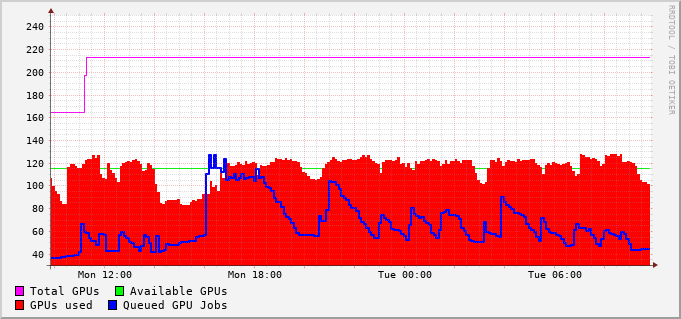 RRDTOOL / TOBI OETIKER
240
220
200
180
160
140
120
100
80
60
40
Mon 12:00 Mon 18:00 Tue 00:00 Tue 06:00
Total GPUs Available GPUs
GPUs used Queued GPU Jobs